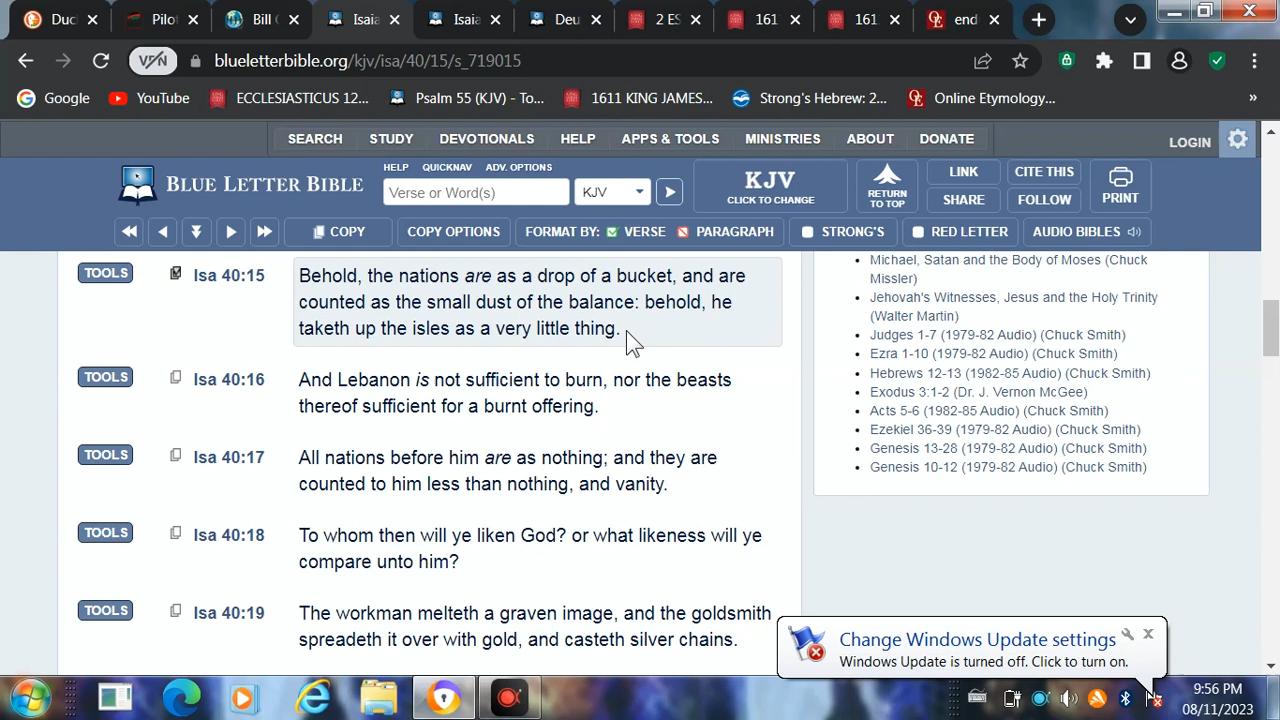 Duc
Pilot
Bill C
Isaia
Isaia
Deu
2 ES
161
161
end
blueletterbible.org/kjv/isa/40/15/s_719015
VPN
Google
YouTube
ECCLESIASTICUS 12...
Psalm 55 (KJV) - To...
1611 KING JAMES...
Strong's Hebrew: 2...
Online Etymology...
»
SEARCH
STUDY
DEVOTIONALS
HELP
APPS & TOOLS
MINISTRIES
ABOUT
DONATE
LOGIN
BLUE LETTER BIBLE
HELP
QUICKNAV
ADV. OPTIONS
Verse or Word(s)
KJV
KJV
CLICK TO CHANGE
RETURN
TO TOP
LINK
CITE THIS
SHARE
FOLLOW
PRINT
COPY
COPY OPTIONS
FORMAT BY:
VERSE
PARAGRAPH
STRONG'S
RED LETTER
AUDIO BIBLES
TOOLS
Isa 40:15
Behold, the nations are as a drop of a bucket, and are
counted as the small dust of the balance: behold, he
taketh up the isles as a very little thing.
TOOLS
Isa 40:16
And Lebanon is not sufficient to burn, nor the beasts
thereof sufficient for a burnt offering.
TOOLS
Isa 40:17
All nations before him are as nothing; and they are
counted to him less than nothing, and vanity.
TOOLS
Isa 40:18
To whom then will ye liken God? or what likeness will ye
compare unto him?
TOOLS
Isa 40:19
The workman melteth a graven image, and the goldsmith
spreadeth it over with gold, and casteth silver chains.
Michael, Satan and the Body of Moses (Chuck
Missler)
Jehovah's Witnesses, Jesus and the Holy Trinity
(Walter Martin)
Judges 1-7 (1979-82 Audio) (Chuck Smith)
Ezra 1-10 (1979-82 Audio) (Chuck Smith)
Hebrews 12-13 (1982-85 Audio) (Chuck Smith)
Exodus 3:1-2 (Dr. J. Vernon McGee)
Acts 5-6 (1982-85 Audio) (Chuck Smith)
Ezekiel 36-39 (1979-82 Audio) (Chuck Smith)
Genesis 13-28 (1979-82 Audio) (Chuck Smith)
Genesis 10-12 (1979-82 Audio) (Chuck Smith)
Change Windows Update settings
Windows Update is turned off. Click to turn on.
9:56 PM
08/11/2023